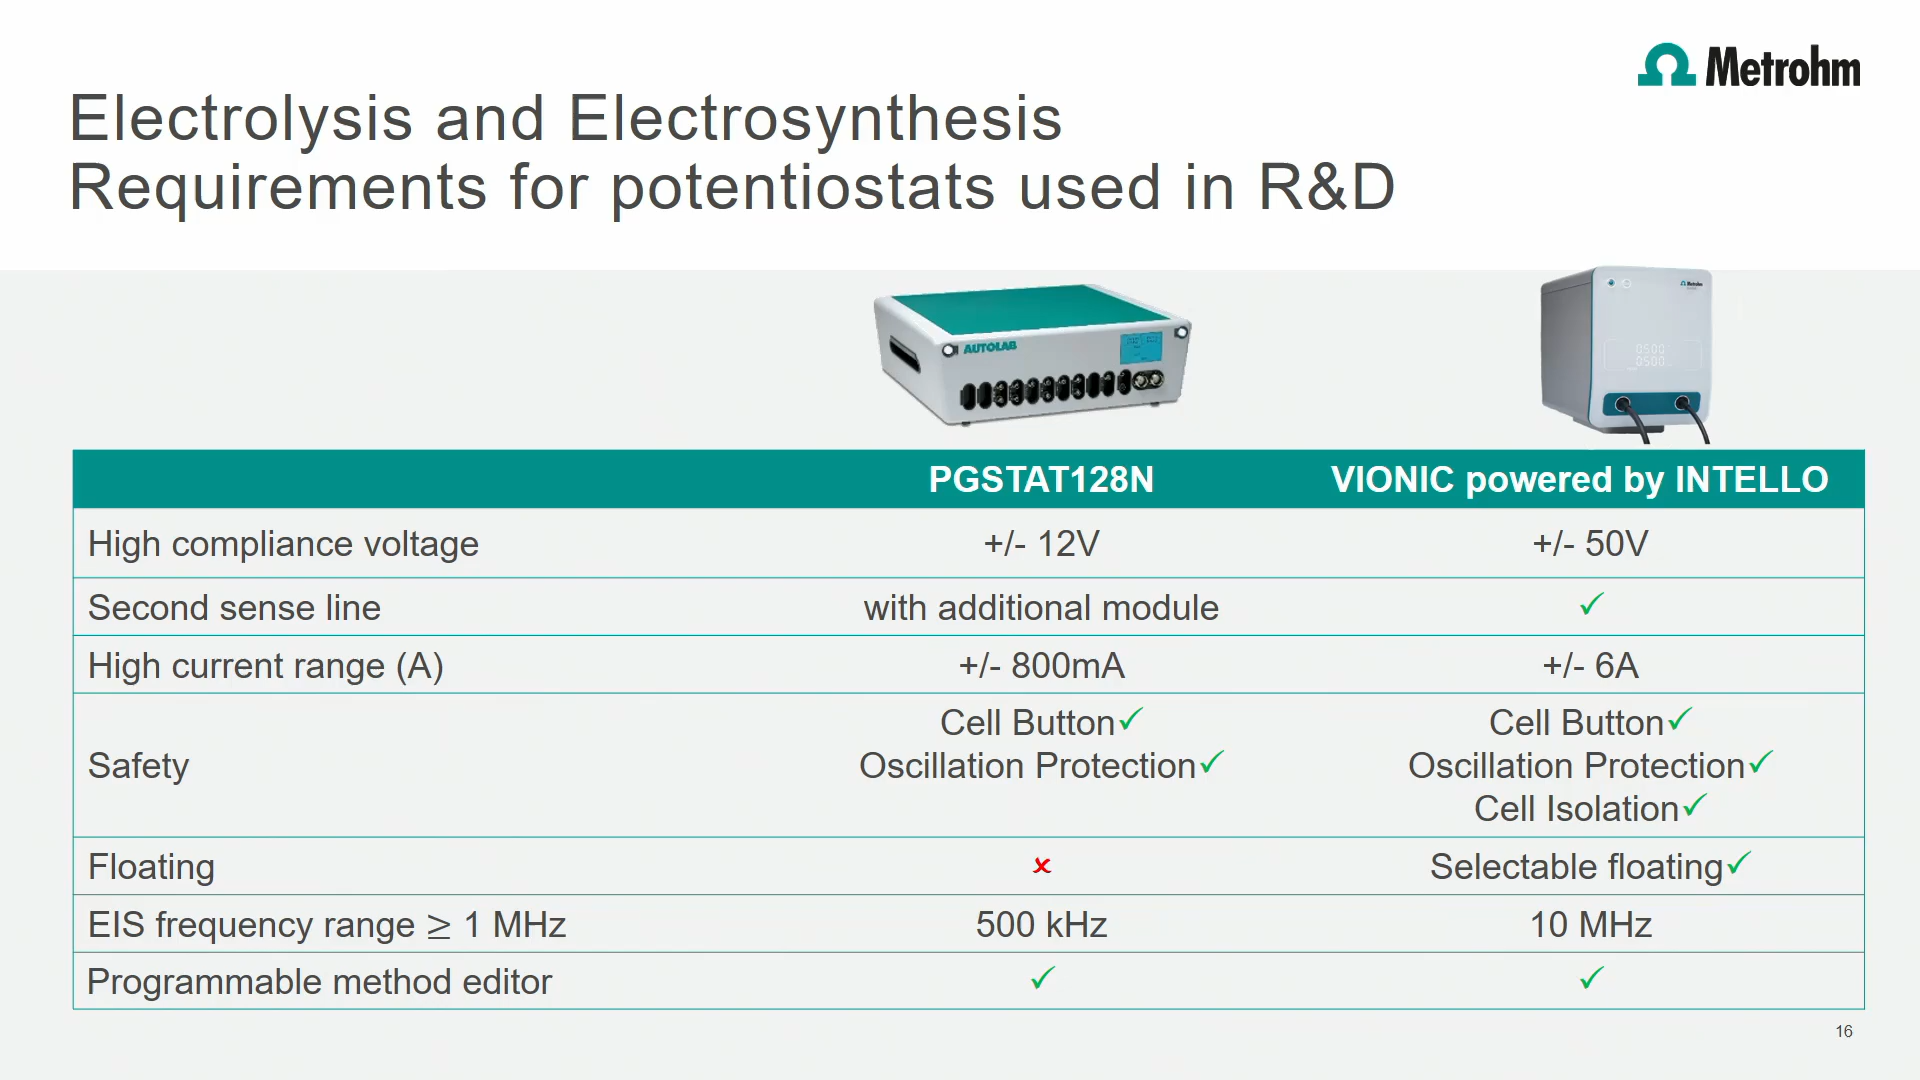 Metrohm
Electrolysis and Electrosynthesis
Requirements for potentiostats used in R&D
AUTOLAB
Metrohm
0500
0500
PGSTAT128N VIONIC powered by INTELLO
High compliance voltage +/- 12V +/- 50V
Second sense line with additional module ✓
High current range (A) +/- 800mA +/- 6A
Cell Button✓ Cell Button✓
Safety Oscillation Protection✓ Oscillation Protection✓
Cell Isolation✓
Floating ✘ Selectable floating✓
EIS frequency range ≥ 1 MHz 500 kHz 10 MHz
Programmable method editor ✓ ✓
16